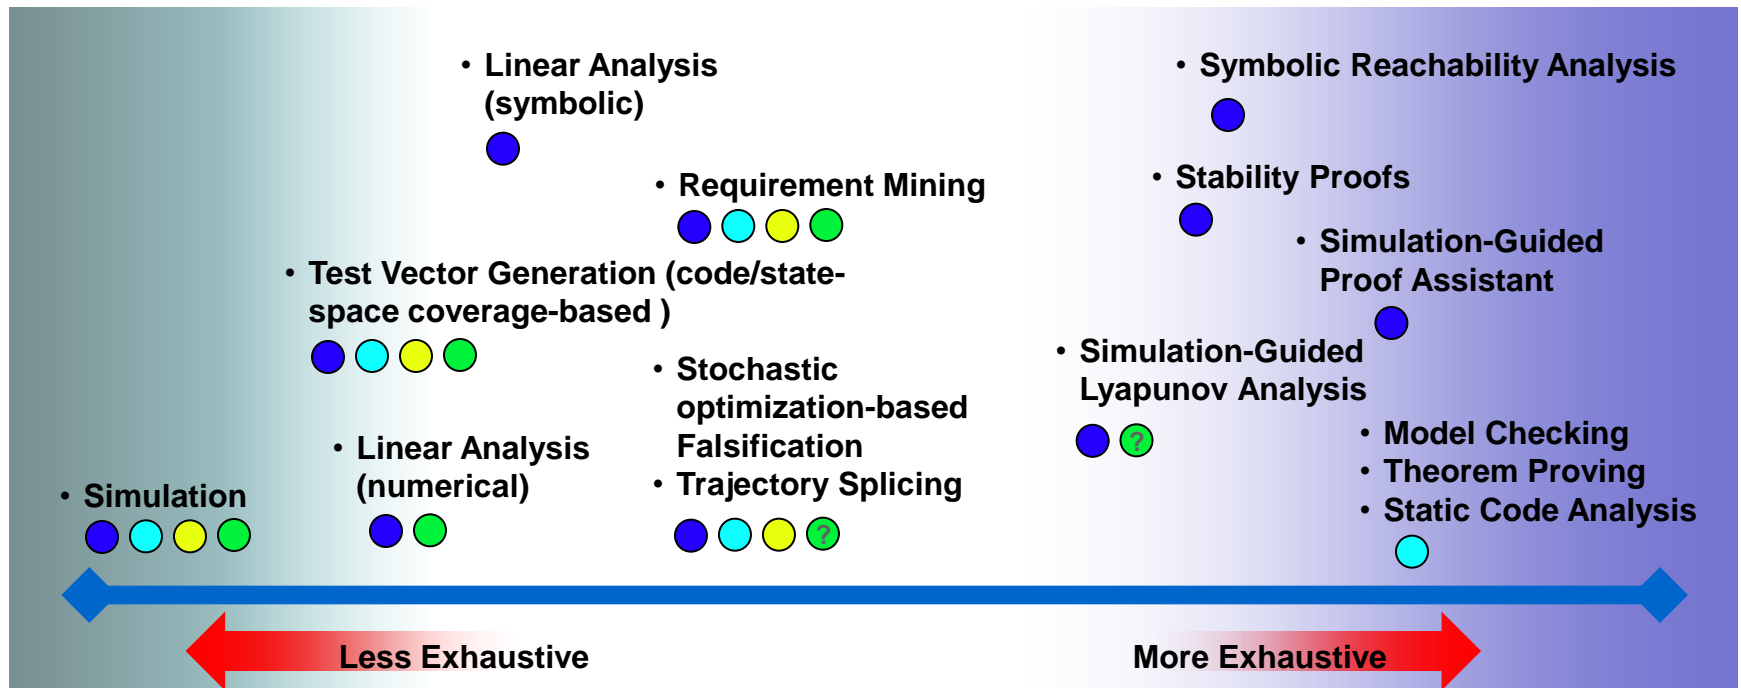 • Linear Analysis
(symbolic)
• Symbolic Reachability Analysis
• Requirement Mining
• Stability Proofs
• Simulation-Guided
Proof Assistant
• Test Vector Generation (code/state-
space coverage-based )
• Simulation-Guided
Lyapunov Analysis
?
• Stochastic
optimization-based
Falsification
• Trajectory Splicing
?
• Linear Analysis
(numerical)
• Model Checking
• Theorem Proving
• Static Code Analysis
• Simulation
Less Exhaustive
More Exhaustive